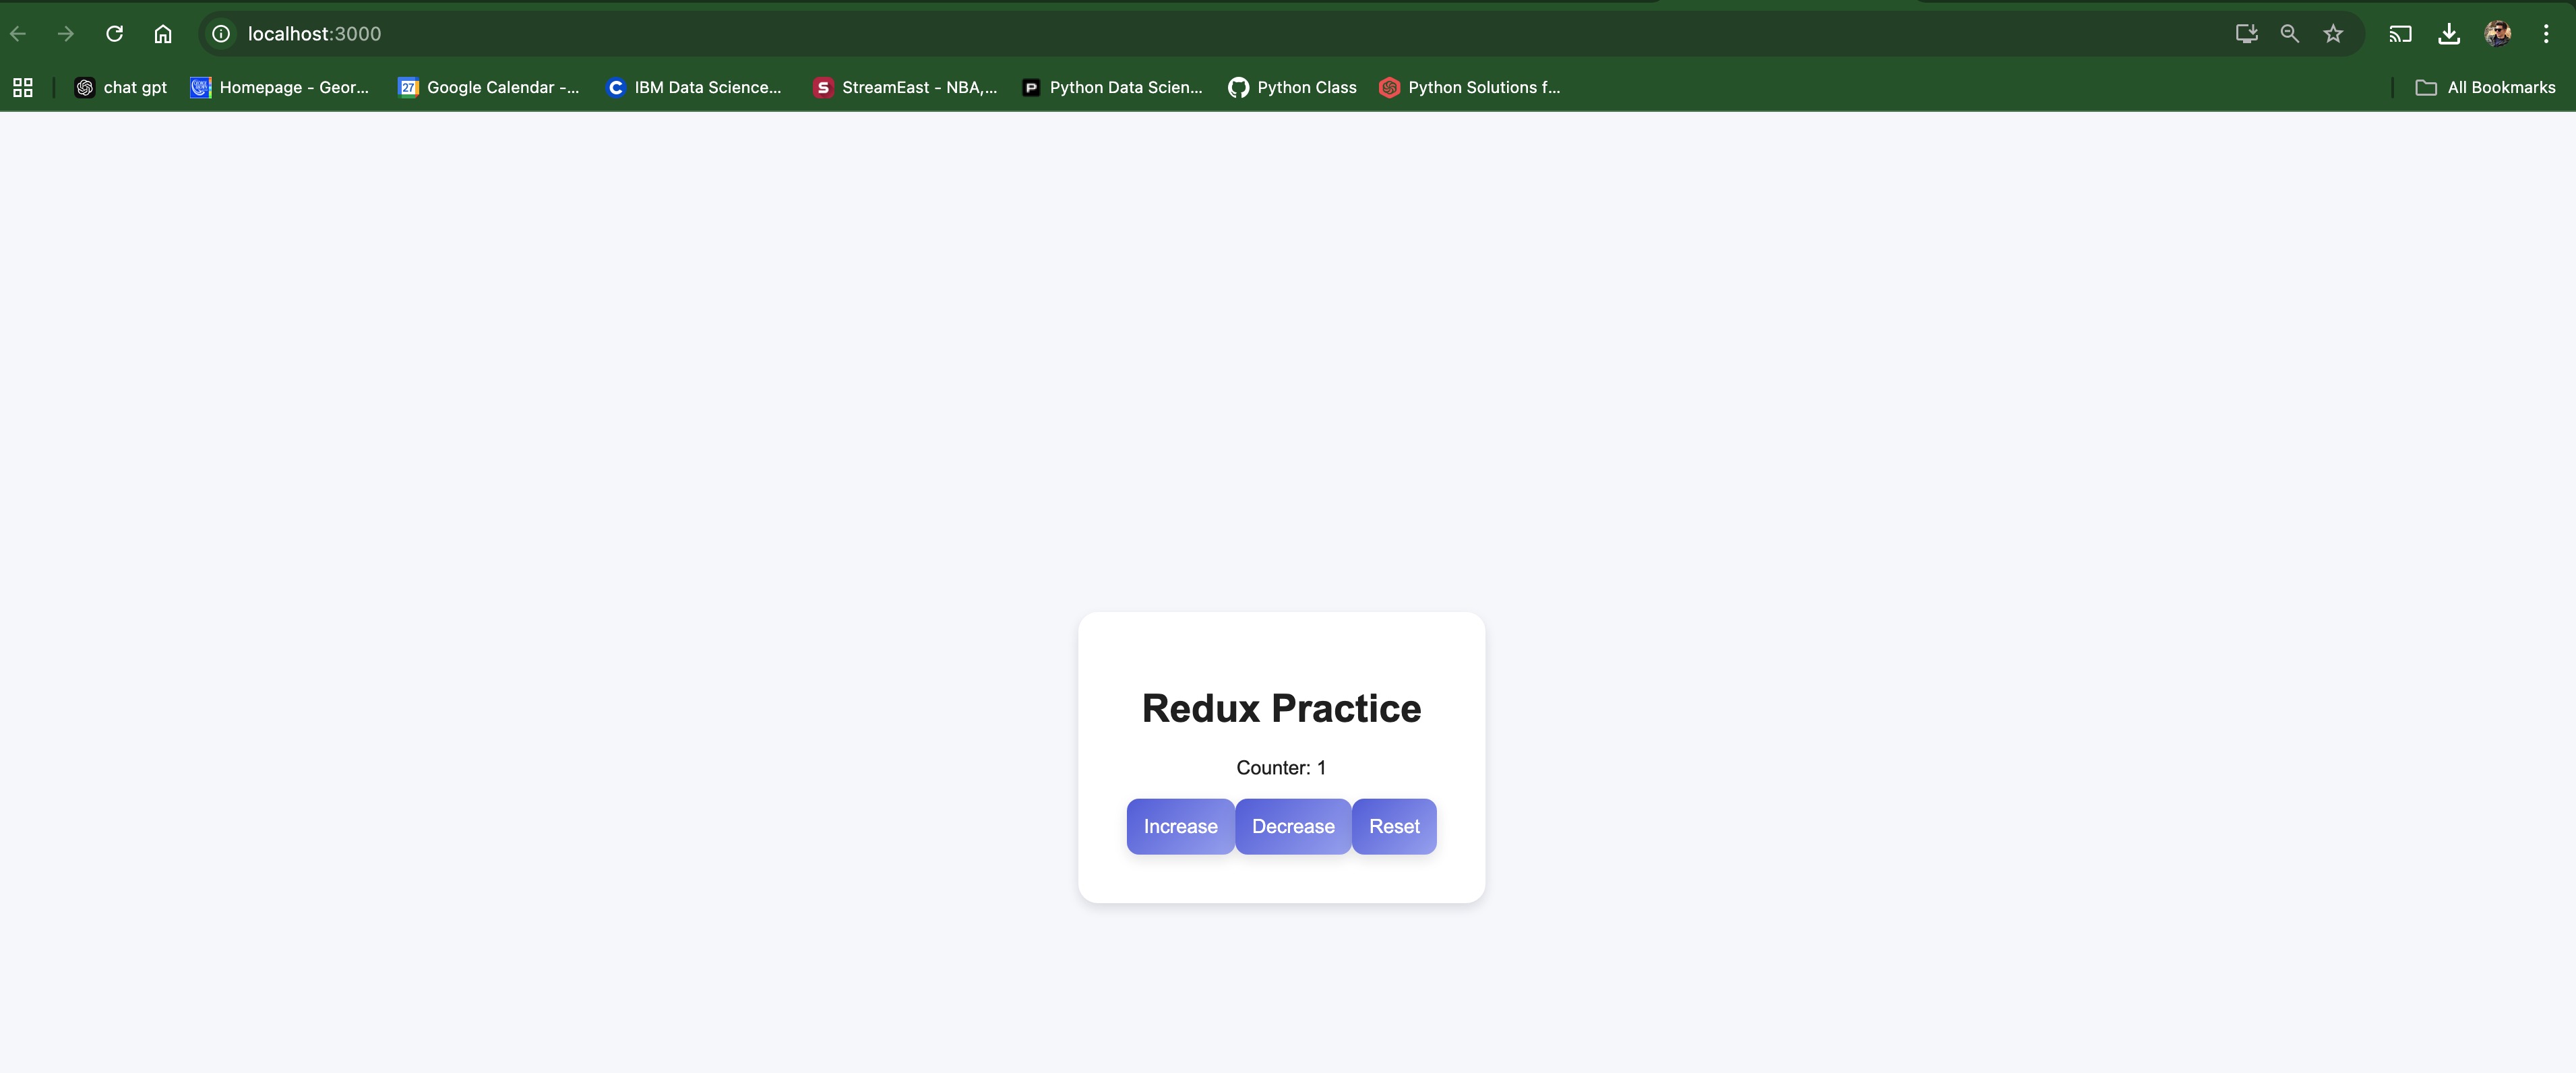 localhost:3000
chat gpt Homepage - Geor... 27 Google Calendar -... C IBM Data Science... S StreamEast - NBA,... P Python Data Scien... Python Class Python Solutions f... All Bookmarks
Redux Practice
Counter: 1
Increase Decrease Reset